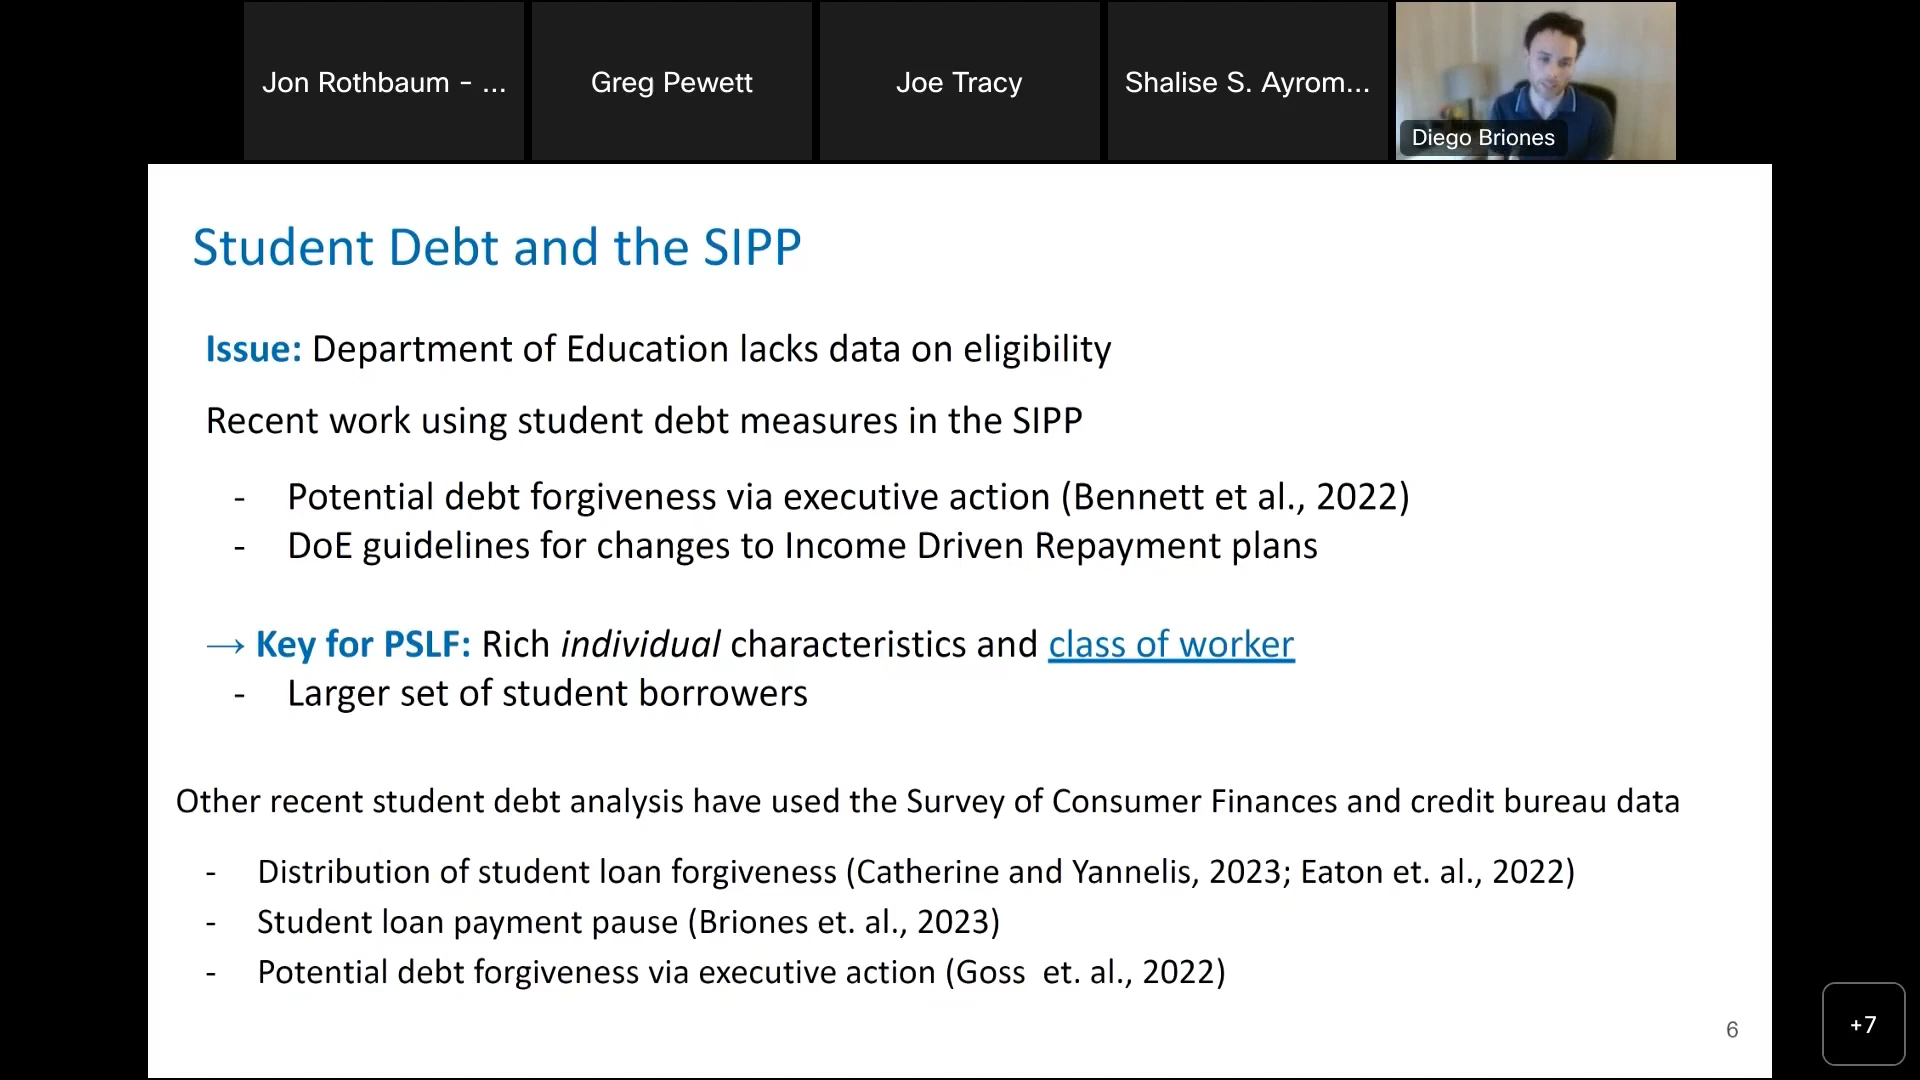 Jon Rothbaum - ...
Greg Pewett
Joe Tracy
Shalise S. Ayrom...
Diego Briones
Student Debt and the SIPP
Issue: Department of Education lacks data on eligibility
Recent work using student debt measures in the SIPP
- Potential debt forgiveness via executive action (Bennett et al., 2022)
- DoE guidelines for changes to Income Driven Repayment plans
→ Key for PSLF: Rich individual characteristics and class of worker
- Larger set of student borrowers
Other recent student debt analysis have used the Survey of Consumer Finances and credit bureau data
- Distribution of student loan forgiveness (Catherine and Yannelis, 2023; Eaton et. al., 2022)
- Student loan payment pause (Briones et. al., 2023)
- Potential debt forgiveness via executive action (Goss et. al., 2022)
6
+7